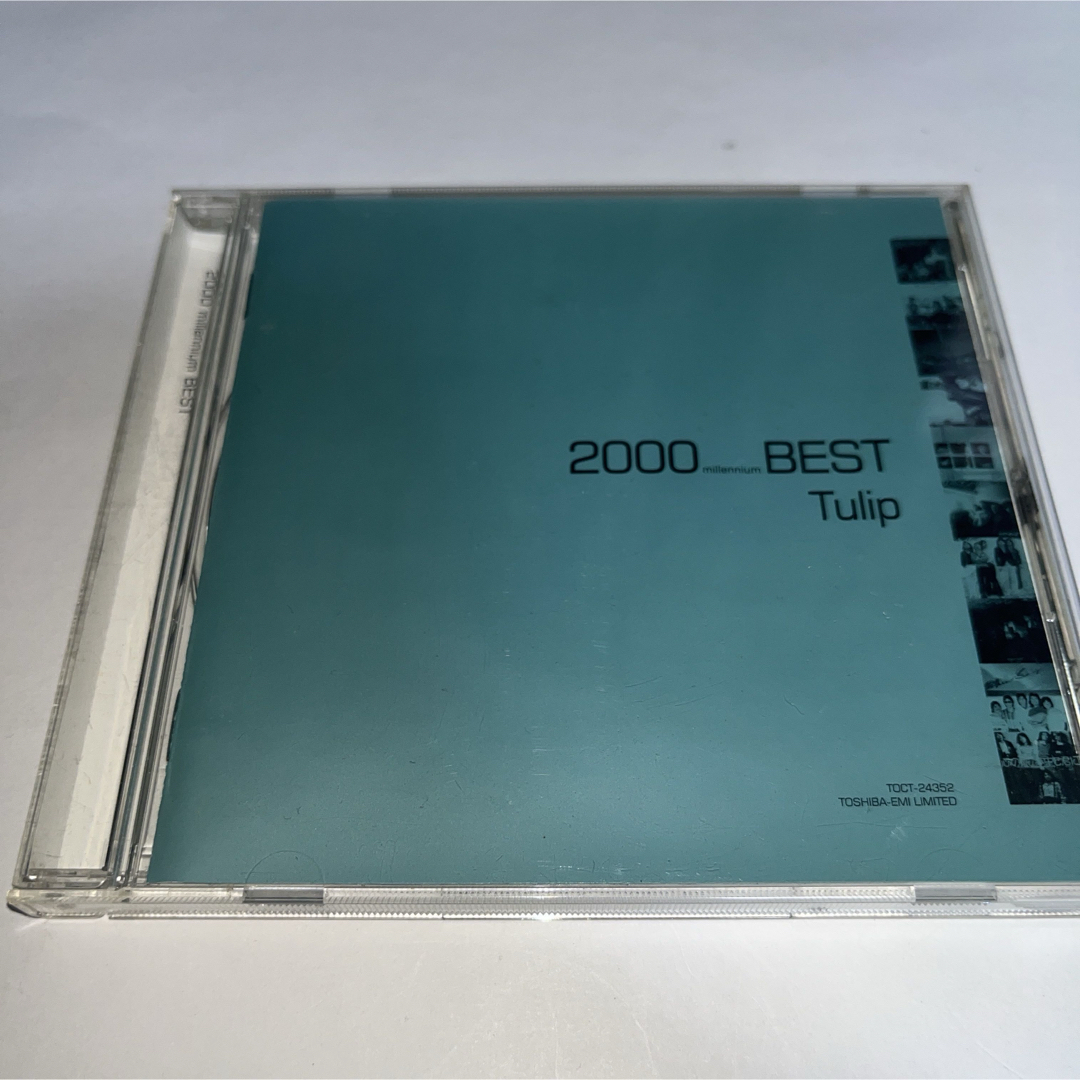 2000 millennium BEST
2000 millennium BEST
Tulip
TOCT-24352
TOSHIBA-EMI LIMITED